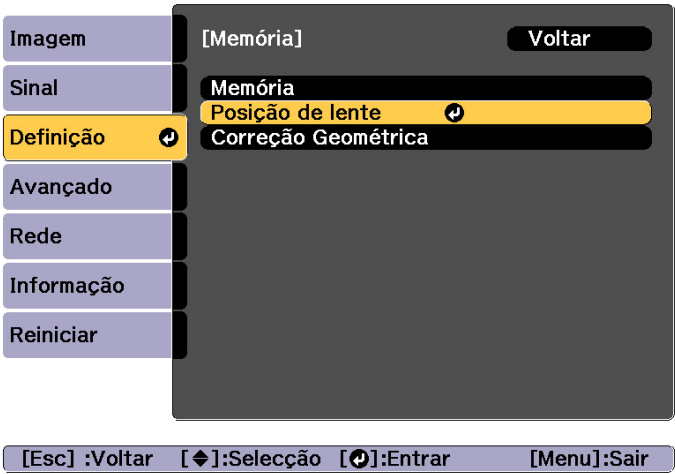 Imagem
Sinal
Definição
Avançado
Rede
Informação
Reiniciar
[Memória] Voltar
Memória
Posição de lente
Correção Geométrica
[Esc] :Voltar []:Selecção []:Entrar [Menu]:Sair